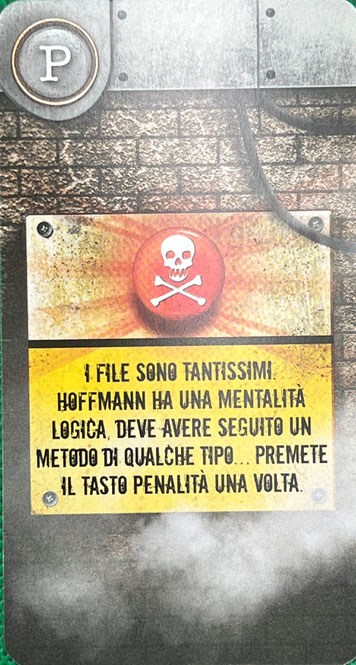 P
I FILE SONO TANTISSIMI.
HOFFMANN HA UNA MENTALITÀ
LOGICA, DEVE AVERE SEGUITO UN
METODO DI QUALCHE TIPO... PREMETE
IL TASTO PENALITÀ UNA VOLTA.